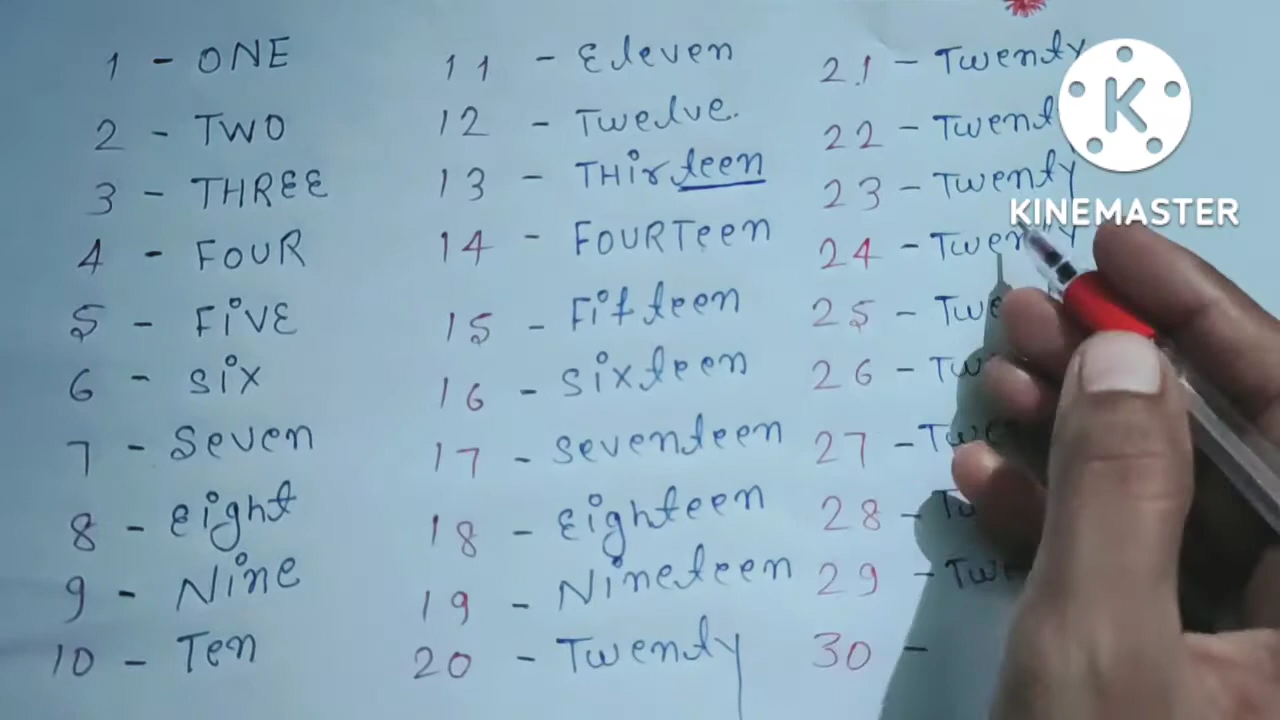 1 - ONE
2 - TWO
3 - THREE
4 - FOUR
5 - FiVE
6 - Six
7 - Seven
8 - Eight
9 - Nine
10 - Ten
11 - Eleven
12 - Twelve.
13 - THirteen
14 - FOURTeen
15 - Fifteen
16 - Sixteen
17 - Seventeen
18 - Eighteen
19 - Nineteen
20 - Twenty
21 - Twenty
22 - Twent
23 - Twenty
24 - Twenty
25 - Twe
26 - Tw
27 - Twe
28 - Tw
29 - Twe
30 -
K
KINEMASTER